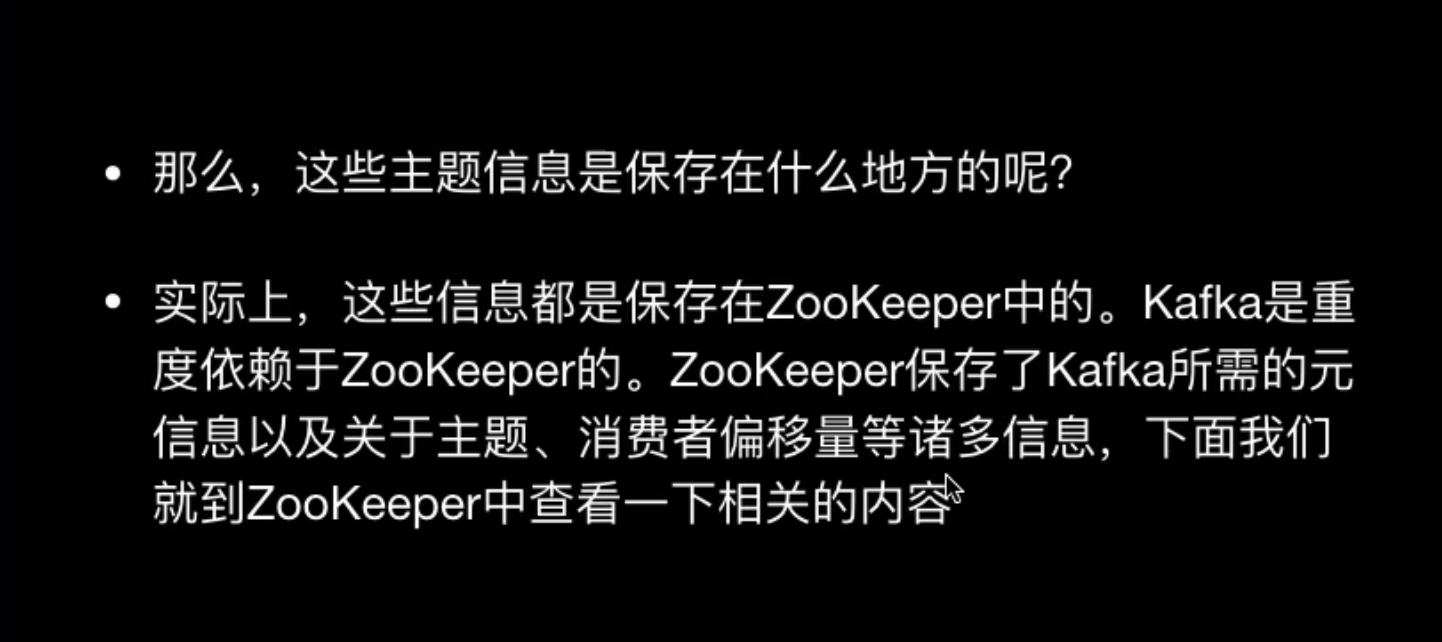 • 那么，这些主题信息是保存在什么地方的呢？
• 实际上，这些信息都是保存在ZooKeeper中的。Kafka是重
度依赖于ZooKeeper的。ZooKeeper保存了Kafka所需的元
信息以及关于主题、消费者偏移量等诸多信息，下面我们
就到ZooKeeper中查看一下相关的内容